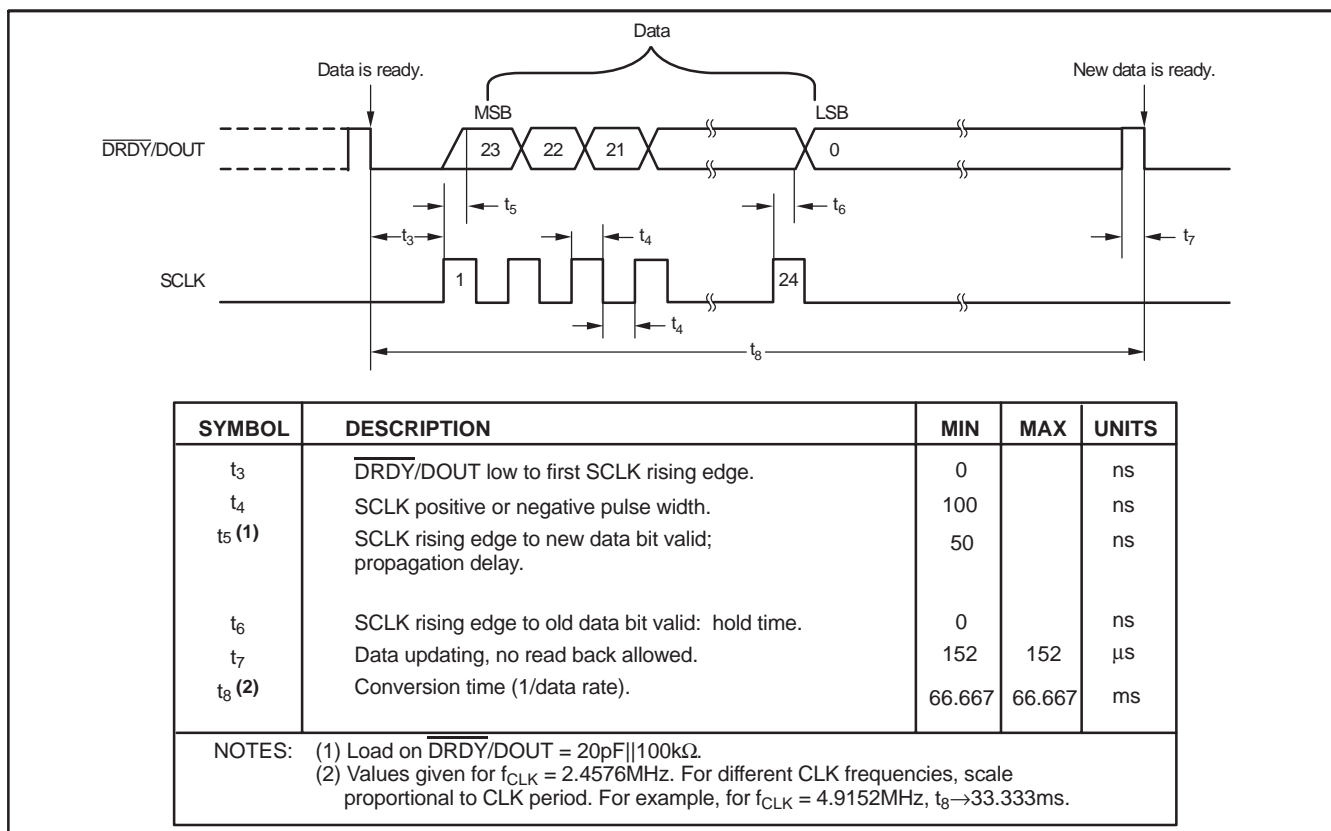 Data
Data is ready.
New data is ready.
MSB
LSB
DRDY/DOUT
23
22
21
0
t5
t6
t3
t4
t7
SCLK
1
24
t4
t8
SYMBOL DESCRIPTION MIN MAX UNITS
t3 DRDY/DOUT low to first SCLK rising edge. 0 ns
t4 SCLK positive or negative pulse width. 100 ns
t5 (1) SCLK rising edge to new data bit valid; 50 ns
propagation delay.
t6 SCLK rising edge to old data bit valid: hold time. 0 ns
t7 Data updating, no read back allowed. 152 152 μs
t8 (2) Conversion time (1/data rate). 66.667 66.667 ms
NOTES: (1) Load on DRDY/DOUT = 20pF||100kΩ.
(2) Values given for fCLK = 2.4576MHz. For different CLK frequencies, scale
proportional to CLK period. For example, for fCLK = 4.9152MHz, t8→33.333ms.